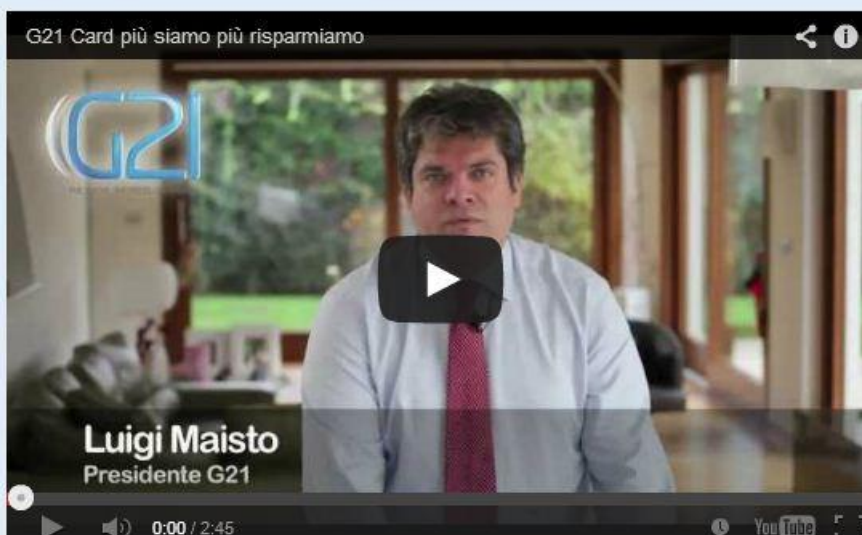 G21 Card più siamo più risparmiamo
G21
Luigi Maisto
Presidente G21
0:00 / 2:45
YouTube